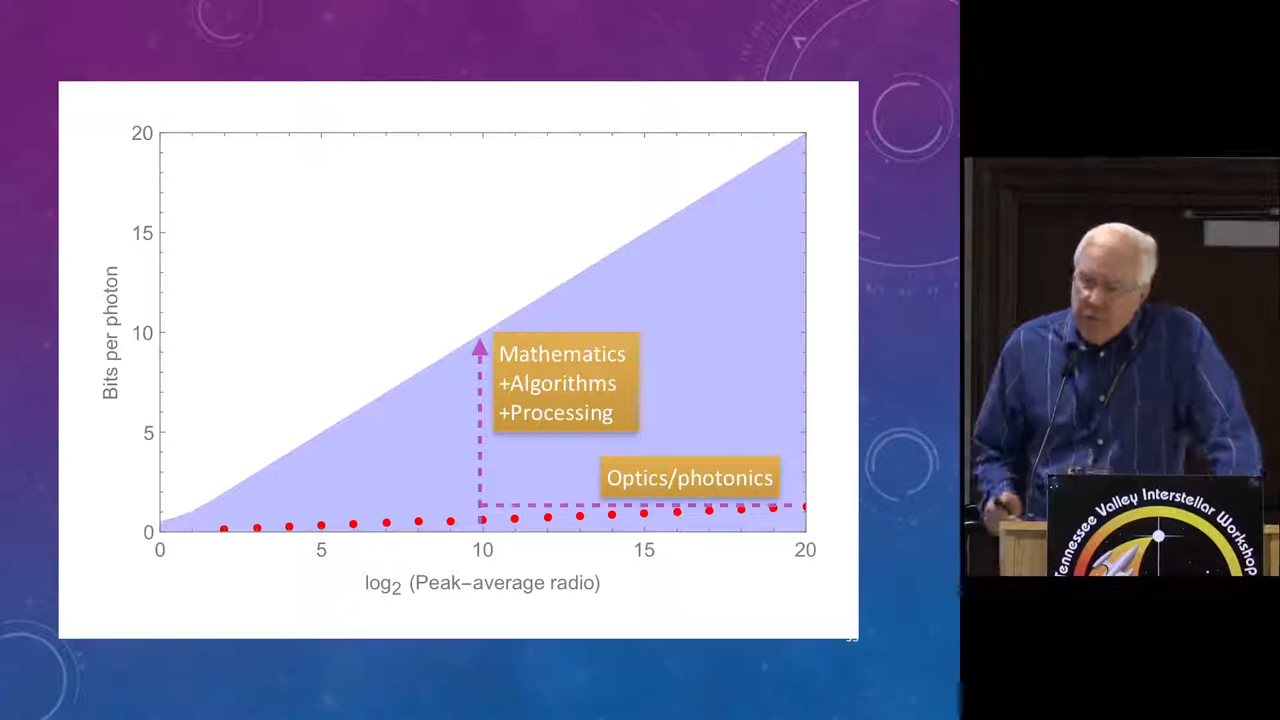 20
15
10
5
0
Bits per photon
Mathematics
+Algorithms
+Processing
Optics/photonics
0 5 10 15 20
log2 (Peak–average radio)
Tennessee Valley Interstellar Workshop